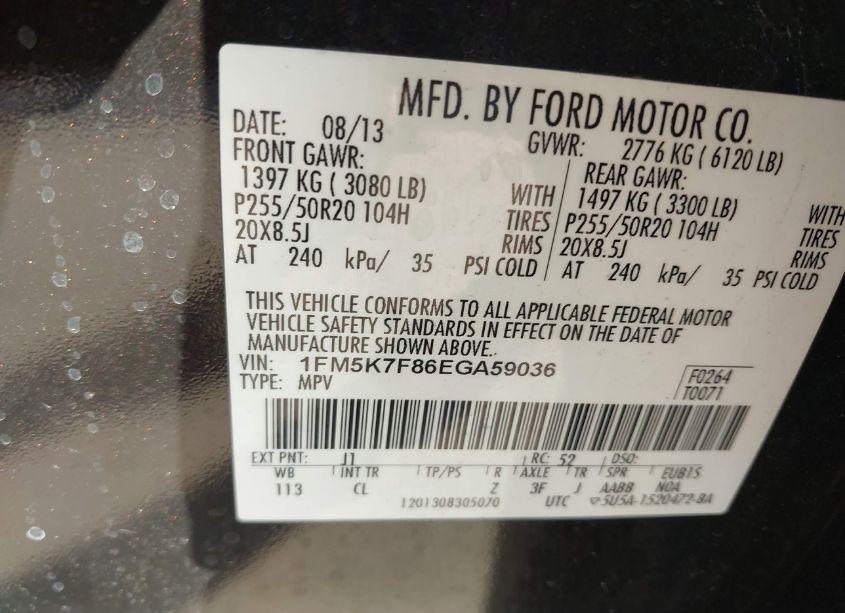 MFD. BY FORD MOTOR CO.
DATE: 08/13 GVWR: 2776 KG ( 6120 LB)
FRONT GAWR: REAR GAWR:
1397 KG ( 3080 LB) WITH 1497 KG ( 3300 LB) WITH
P255/50R20 104H TIRES P255/50R20 104H TIRES
20X8.5J RIMS 20X8.5J RIMS
AT 240 kPa/ 35 PSI COLD AT 240 kPa/ 35 PSI COLD
THIS VEHICLE CONFORMS TO ALL APPLICABLE FEDERAL MOTOR
VEHICLE SAFETY STANDARDS IN EFFECT ON THE DATE OF
MANUFACTURE SHOWN ABOVE.
VIN: 1FM5K7F86EGA59036
TYPE: MPV
F0264
T0071
EXT PNT: J1 RC: 52 DSO:
WB INT TR TP/PS R AXLE TR SPR EUB1S
113 CL Z 3F J AABB NOA
1201308305070 UTC 5U5A-1520472-BA